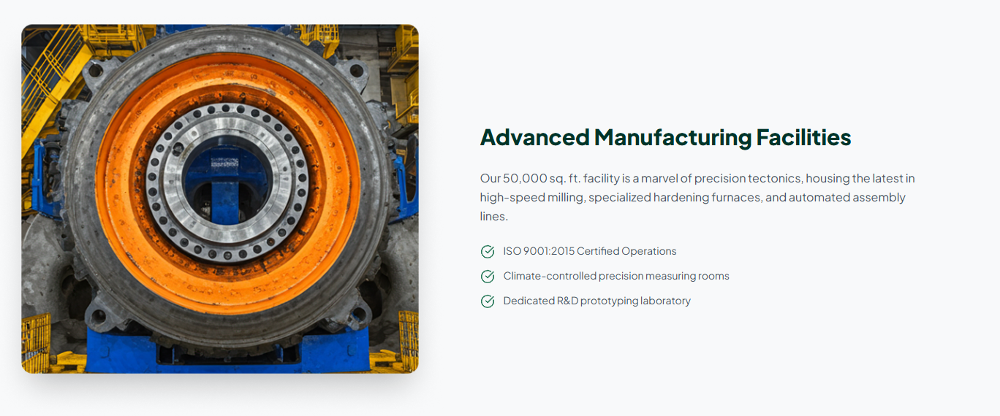 Advanced Manufacturing Facilities
Our 50,000 sq. ft. facility is a marvel of precision tectonics, housing the latest in
high-speed milling, specialized hardening furnaces, and automated assembly
lines.
ISO 9001:2015 Certified Operations
Climate-controlled precision measuring rooms
Dedicated R&D prototyping laboratory